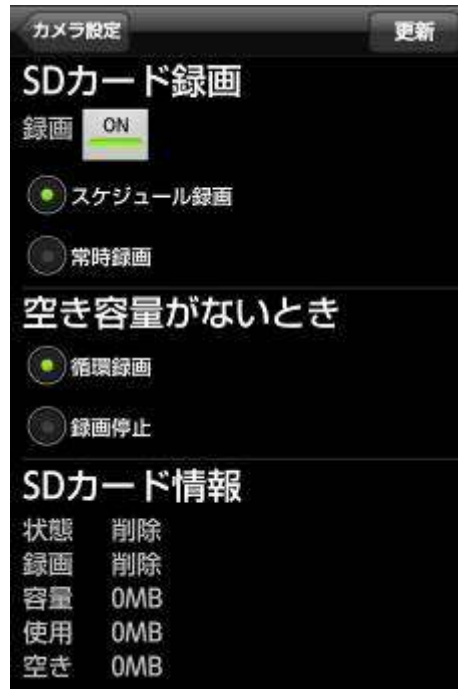 カメラ設定 更新
SDカード録画
録画 ON
スケジュール録画
常時録画
空き容量がないとき
循環録画
録画停止
SDカード情報
状態 削除
録画 削除
容量 0MB
使用 0MB
空き 0MB